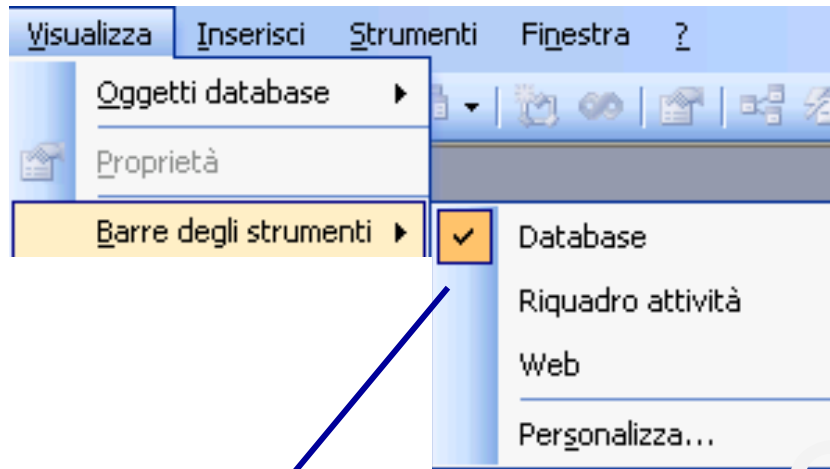 Visualizza Inserisci Strumenti Finestra ?
Oggetti database
Proprietà
Barre degli strumenti
Database
Riquadro attività
Web
Personalizza...